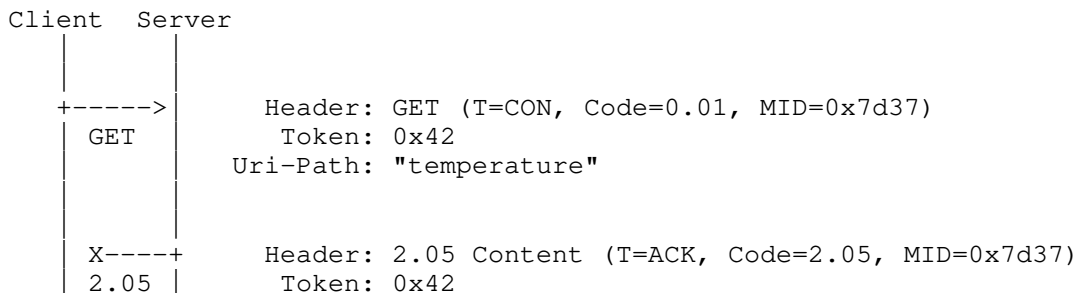 Client Server
+----->| Header: GET (T=CON, Code=0.01, MID=0x7d37)
| GET | Token: 0x42
| | Uri-Path: "temperature"
| X----+ Header: 2.05 Content (T=ACK, Code=2.05, MID=0x7d37)
| 2.05 | Token: 0x42